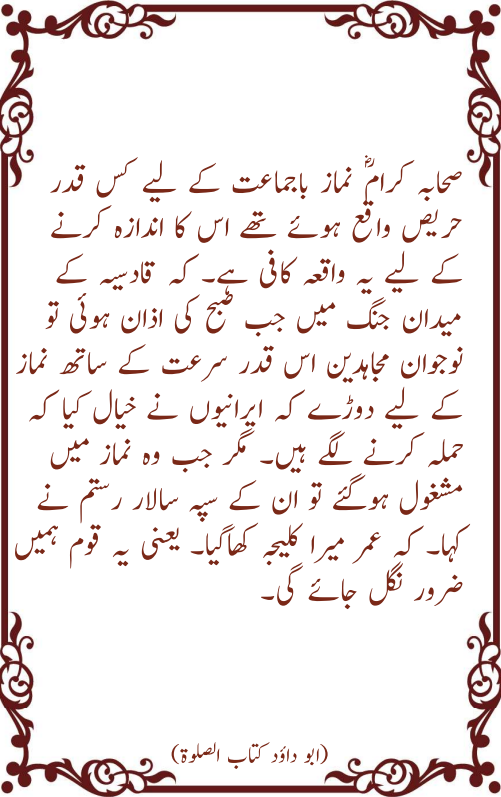 صحابہ کرامؓ نماز باجماعت کے لیے کس قدر
حریص واقع ہوئے تھے اس کا اندازہ کرنے
کے لیے یہ واقعہ کافی ہے۔ کہ قادسیہ کے
میدان جنگ میں جب صبح کی اذان ہوئی تو
نوجوان مجاہدین اس قدر سرعت کے ساتھ نماز
کے لیے دوڑے کہ ایرانیوں نے خیال کیا کہ
حملہ کرنے لگے ہیں۔ مگر جب وہ نماز میں
مشغول ہوگئے تو ان کے سپہ سالار رستم نے
کہا۔ کہ عمر میرا کلیجہ کھاگیا۔ یعنی یہ قوم ہمیں
ضرور نگل جائے گی۔
(ابو داؤد کتاب الصلوۃ)